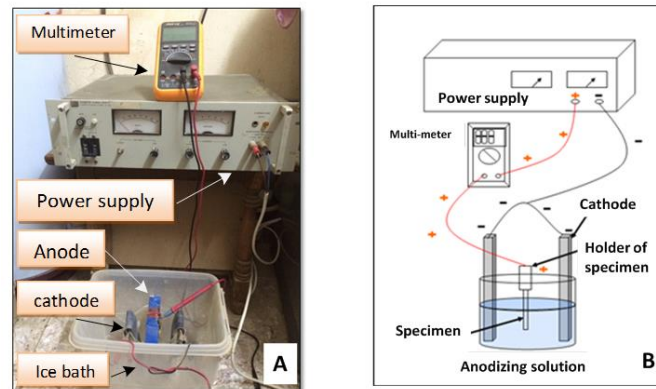 Multimeter
Power supply
Anode
cathode
Ice bath
A
B
Power supply
+
-
Multi-meter
+
+
-
+
-
-
-
-
Cathode
+
Holder of
specimen
+
Specimen
Anodizing solution